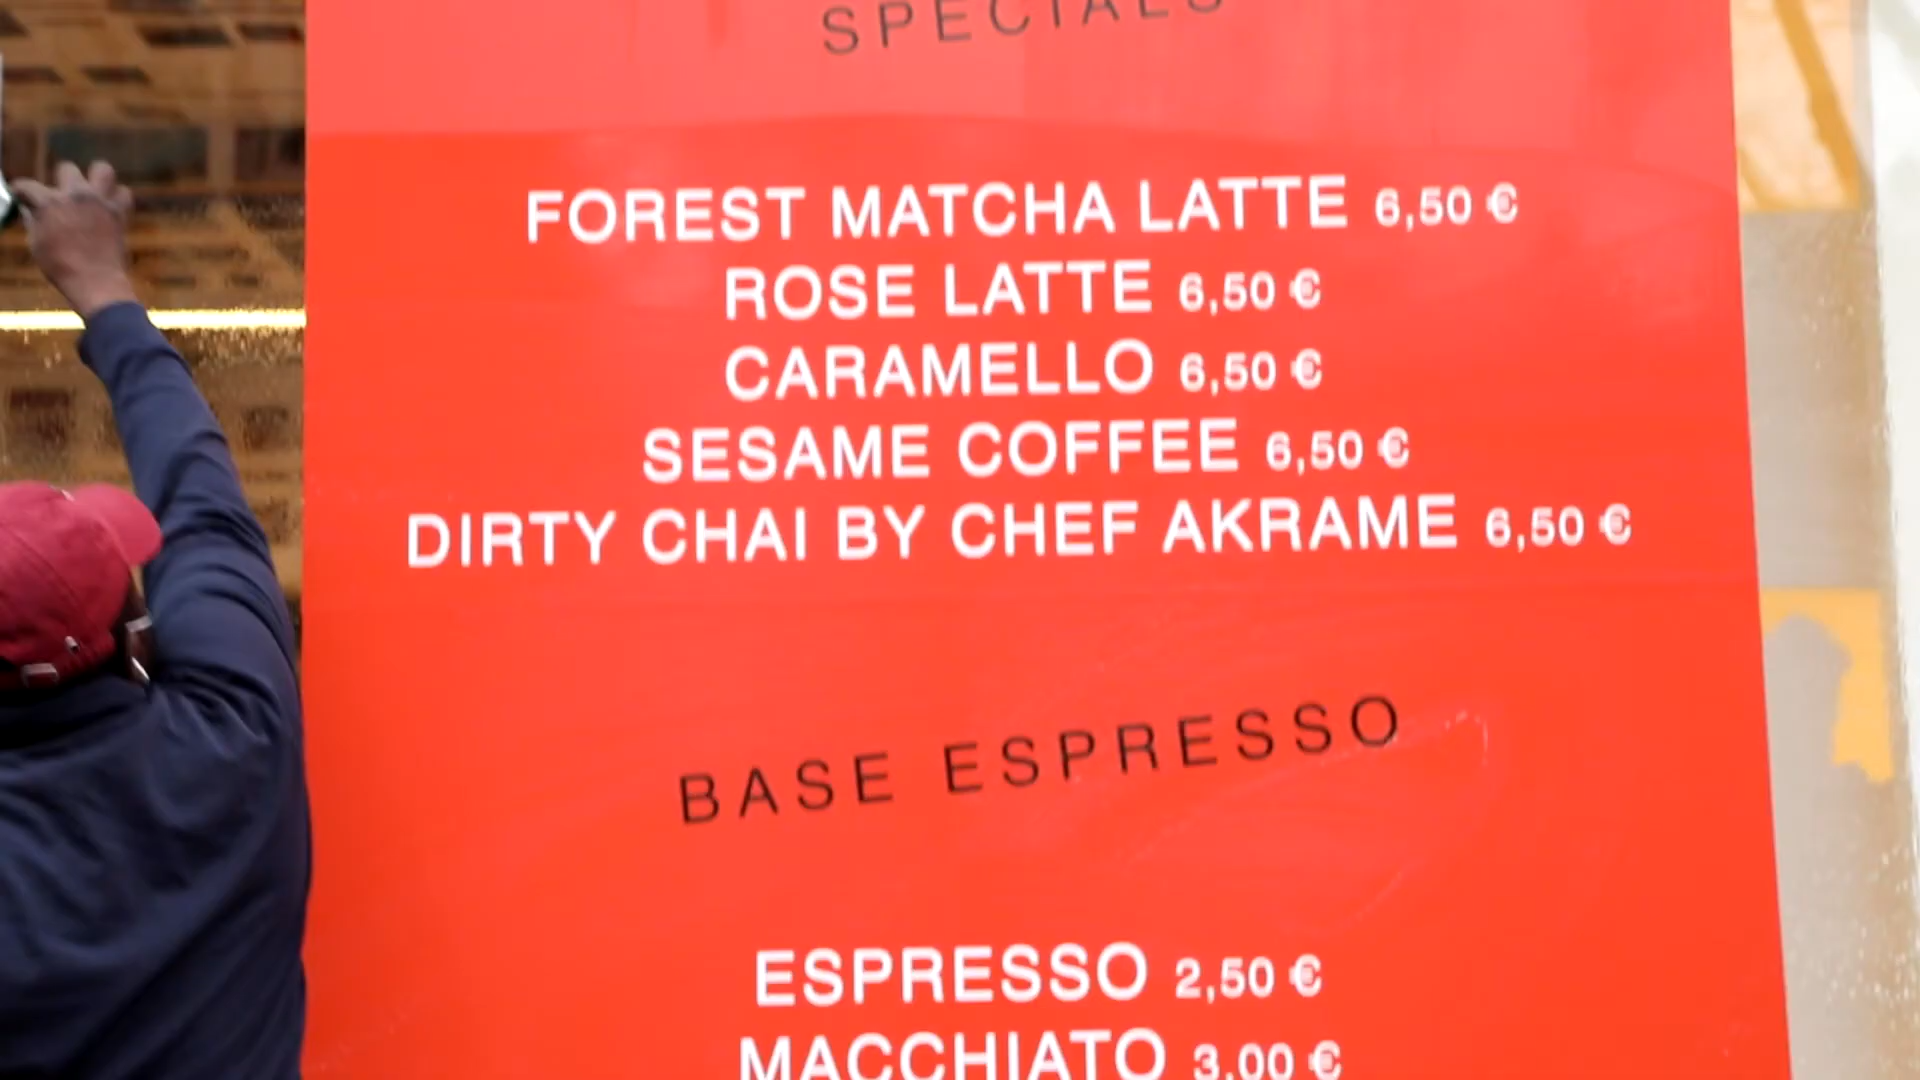 SPECIALS
FOREST MATCHA LATTE 6,50 €
ROSE LATTE 6,50 €
CARAMELLO 6,50 €
SESAME COFFEE 6,50 €
DIRTY CHAI BY CHEF AKRAME 6,50 €
BASE ESPRESSO
ESPRESSO 2,50 €
MACCHIATO 3,00 €